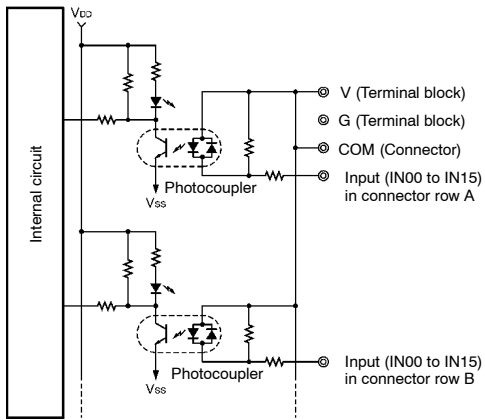 VDD
Internal circuit
V (Terminal block)
G (Terminal block)
COM (Connector)
Input (IN00 to IN15)
in connector row A
Photocoupler
VSS
Input (IN00 to IN15)
in connector row B
Photocoupler
VSS